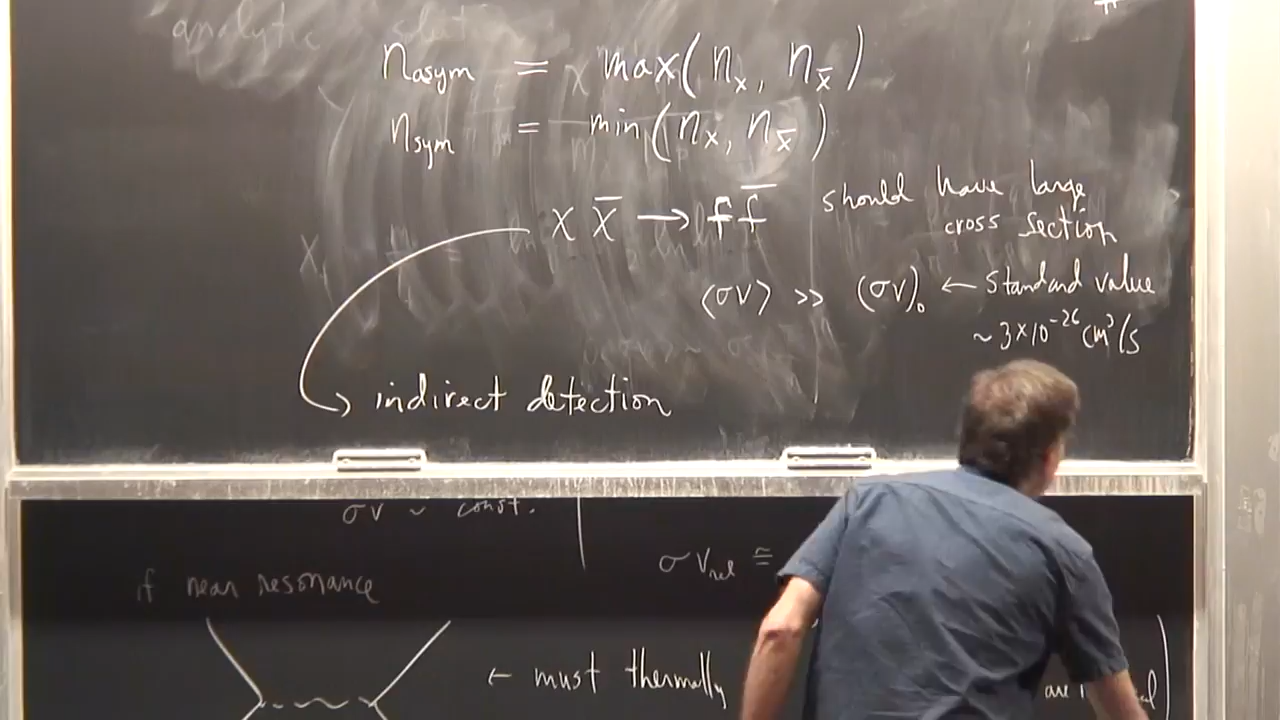 analytic
n_asym = max(n_x, n_x̄)
n_sym = min(n_x, n_x̄)
χ χ̄ → f f̄ should have large
cross section
⟨σv⟩ >> (σv)₀ ← standard value
~ 3×10⁻²⁶ cm³/s
indirect detection
σv ~ const.
σ v_rel ≅
if near resonance
← must thermally
are